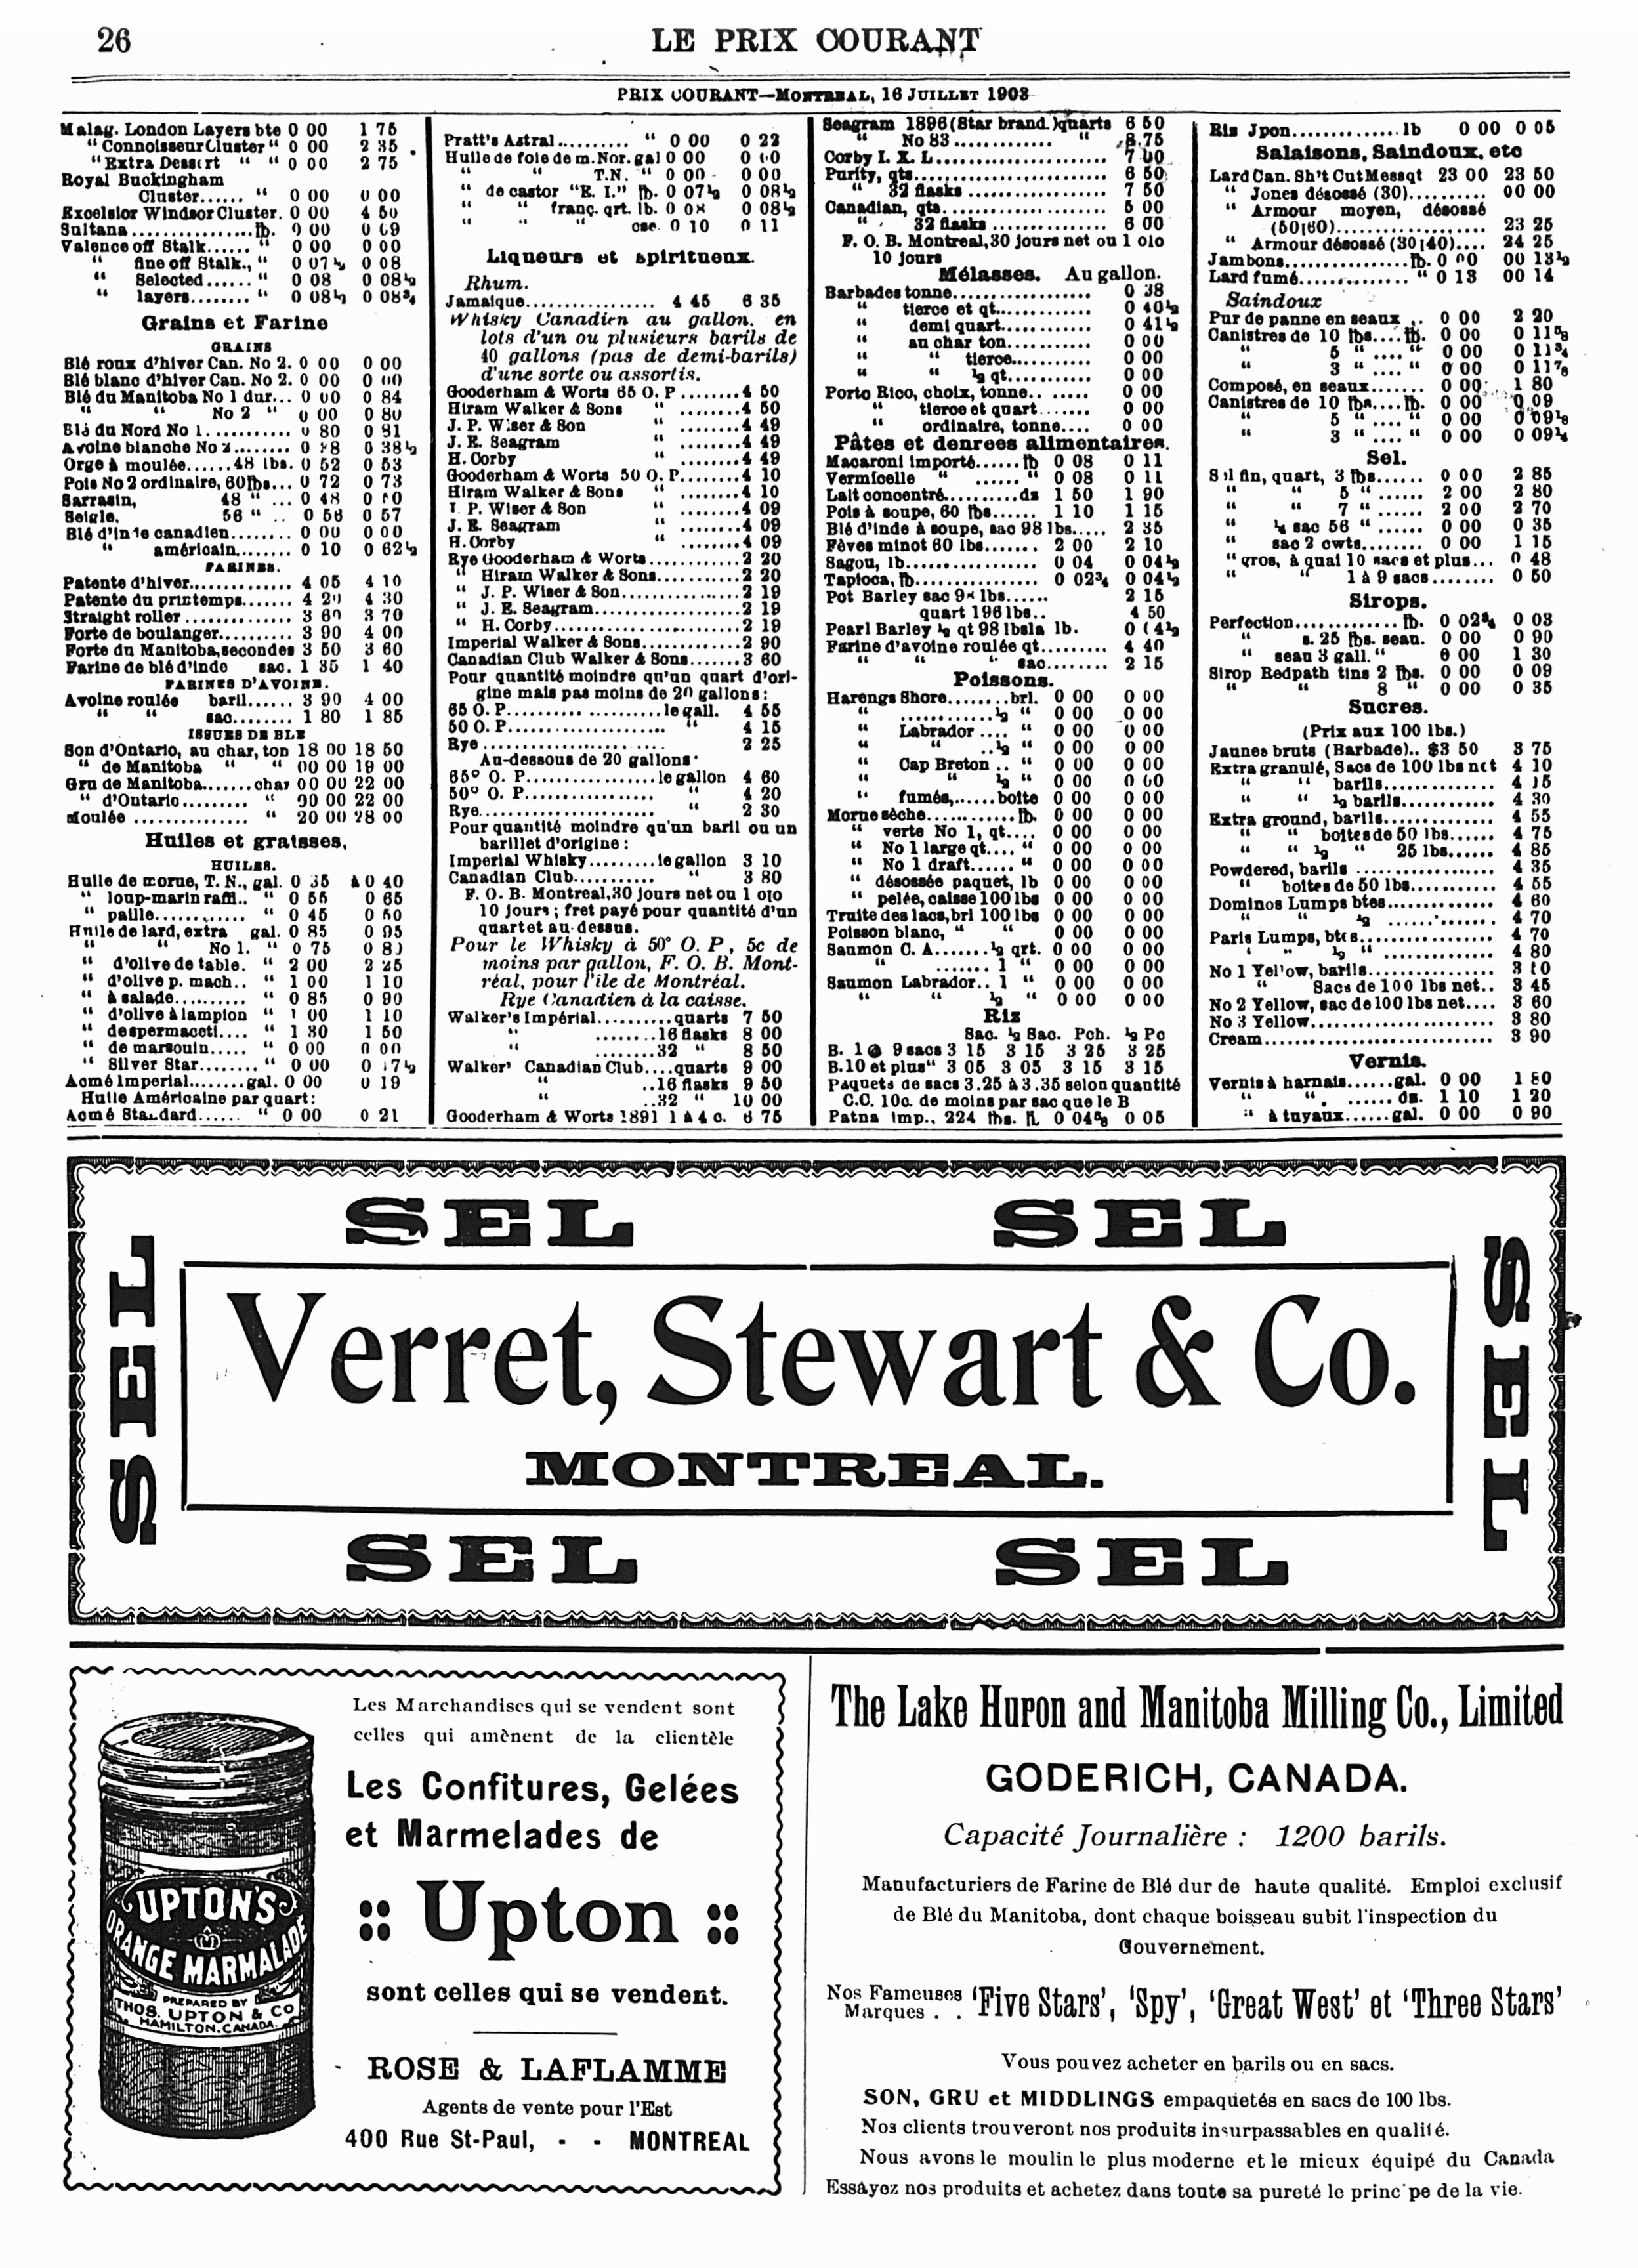 26
LE PRIX COURANT
PRIX COURANT—MONTREAL, 16 JUILLET 1903
Malag. London Layers bte 0 00 1 75
" Connoisseur Cluster " 0 00 2 35
" Extra Dessert " " 0 00 2 75
Royal Buckingham
Cluster...... " 0 00 0 00
Excelsior Windsor Cluster. 0 00 4 50
Sultana................lb. 0 00 0 09
Valence off Stalk...... " 0 00 0 00
" fine off Stalk., " 0 07½ 0 08
" Selected...... " 0 08 0 08½
" layers........ " 0 08½ 0 08¾
Grains et Farine
GRAINS
Blé roux d'hiver Can. No 2. 0 00 0 00
Blé blanc d'hiver Can. No 2. 0 00 0 00
Blé du Manitoba No 1 dur... 0 00 0 84
" " No 2 " 0 00 0 80
Blé du Nord No 1........... 0 80 0 81
Avoine blanche No 2........ 0 38½
Orge à moulée......48 lbs. 0 52 0 53
Pois No 2 ordinaire, 60 lbs... 0 72 0 73
Sarrasin, 48 " ... 0 48
Seigle, 56 " .. 0 56 0 57
Blé d'inde canadien........ 0 00 0 00
" américain....... 0 10 0 62½
FARINES.
Patente d'hiver............. 4 05 4 10
Patente du printemps....... 4 20 4 30
Straight roller.............. 3 60 3 70
Forte de boulanger.......... 3 90 4 00
Forte du Manitoba, secondes 3 50 3 60
Farine de blé d'inde sac. 1 35 1 40
FARINES D'AVOINE.
Avoine roulée baril..... 3 90 4 00
" " sac........ 1 80 1 85
ISSUES DE BLE
Son d'Ontario, au char, ton 18 00 18 50
" de Manitoba " " 00 00 19 00
Gru de Manitoba.......char 00 00 22 00
" d'Ontario......... " 00 00 22 00
Moulée............... " 20 00 28 00
Huiles et graisses,
HUILES.
Huile de morue, T. N., gal. 0 35 à 0 40
" loup-marin raffi.. " 0 55 0 65
" paille............ " 0 45 0 50
Huile de lard, extra gal. 0 85 0 95
" " No 1. " 0 75 0 80
" d'olive de table. " 2 00 2 25
" d'olive p. mach.. " 1 00 1 10
" à salade.......... " 0 85 0 90
" d'olive à lampion " 1 00 1 10
" de spermaceti.... " 1 30 1 50
" de marsouin..... " 0 00 0 00
" Silver Star........ " 0 00 0 17½
Acmé Imperial........gal. 0 00 0 19
Huile Américaine par quart:
Acmé Standard...... " 0 00 0 21
Pratt's Astral.......... " 0 00 0 22
Huile de foie de m. Nor. gal 0 00 0 00
" " T.N. " 0 00 0 00
" de castor "E. I." lb. 0 07½ 0 08½
" " franç. qrt. lb. 0 08 0 08½
" " " cse. 0 10 0 11
Liqueurs et spiritueux.
Rhum.
Jamaïque................ 4 45 6 35
Whisky Canadien au gallon, en
lots d'un ou plusieurs barils de
40 gallons (pas de demi-barils)
d'une sorte ou assortis.
Gooderham & Worts 65 O. P........4 50
Hiram Walker & Sons " ........4 50
J. P. Wiser & Son " ........4 49
J. E. Seagram " ........4 49
H. Corby " ........4 49
Gooderham & Worts 50 O. P........4 10
Hiram Walker & Sons " ........4 10
J. P. Wiser & Son " ........4 09
J. E. Seagram " ........4 09
H. Corby " ........4 09
Rye Gooderham & Worts...........2 20
" Hiram Walker & Sons..........2 20
" J. P. Wiser & Son..............2 19
" J. E. Seagram..................2 19
" H. Corby.......................2 19
Imperial Walker & Sons............2 90
Canadian Club Walker & Sons.......3 60
Pour quantité moindre qu'un quart d'ori-
gine mais pas moins de 20 gallons:
65 O. P....................le gall. 4 55
50 O. P....................... " 4 15
Rye........................ 2 25
Au-dessous de 20 gallons:
65° O. P................le gallon 4 60
50° O. P................ " 4 20
Rye...................... " 2 30
Pour quantité moindre qu'un baril ou un
barillet d'origine:
Imperial Whisky.........le gallon 3 10
Canadian Club.......... " 3 80
F. O. B. Montreal, 30 jours net ou 1 o|o
10 jours; fret payé pour quantité d'un
quart et au-dessus.
Pour le Whisky à 50° O. P, 5c de
moins par gallon, F. O. B. Mont-
réal, pour l'île de Montréal.
Rye Canadien à la caisse.
Walker's Impérial..........quarts 7 50
" ........16 flasks 8 00
" ........32 " 8 50
Walker' Canadian Club....quarts 9 00
" ..16 flasks 9 50
" ..32 " 10 00
Gooderham & Worts 1891 1 à 4 c. 6 75
Seagram 1896 (Star brand.) quarts 6 50
" No 83............. " 8.75
Corby I. X. L...................... 7 00
Purity, qts........................ 6 50
" 32 flasks.................. 7 50
Canadian, qts..................... 5 00
" 32 flasks............... 6 00
F. O. B. Montreal, 30 jours net ou 1 o|o
10 jours
Mélasses. Au gallon.
Barbades tonne.................. 0 38
" tierce et qt............ 0 40½
" demi quart............ 0 41½
" au char ton........... 0 00
" " tierce.......... 0 00
" " ½ qt........... 0 00
Porto Rico, choix, tonne.. ..... 0 00
" tierce et quart....... 0 00
" ordinaire, tonne.... 0 00
Pâtes et denrees alimentaires.
Macaroni importé......lb 0 08 0 11
Vermicelle " ...... " 0 08 0 11
Lait concentré..........dz 1 50 1 90
Pois à soupe, 60 lbs...... 1 10 1 15
Blé d'inde à soupe, sac 98 lbs..... 2 35
Fèves minot 60 lbs....... 2 00 2 10
Sagou, lb................. 0 04 0 04½
Tapioca, lb................ 0 02¾ 0 04½
Pot Barley sac 98 lbs..... 2 15
quart 196 lbs.. 4 50
Pearl Barley ½ qt 98 lbs la lb. 0 04½
Farine d'avoine roulée qt......... 4 40
" " " sac........ 2 15
Poissons.
Harengs Shore........brl. 0 00 0 00
" ............½ " 0 00 0 00
" Labrador .... " 0 00 0 00
" " ..½ " 0 00 0 00
" Cap Breton .. " 0 00 0 00
" " ½ " 0 00 0 00
" fumés,......boite 0 00 0 00
Morue sèche............lb. 0 00 0 00
" verte No 1, qt.... 0 00 0 00
" No 1 large qt.... " 0 00 0 00
" No 1 draft...... " 0 00 0 00
" désossée paquet, lb 0 00 0 00
" pelée, caisse 100 lbs 0 00 0 00
Truite des lacs, brl 100 lbs 0 00 0 00
Poisson blanc, " " 0 00 0 00
Saumon C. A.......½ qrt. 0 00 0 00
" ....... 1 " 0 00 0 00
Saumon Labrador.. 1 " 0 00 0 00
" " ½ " 0 00 0 00
Riz
Sac. ½ Sac. Pch. ½ Pc
B. 1 @ 9 sacs 3 15 3 15 3 25 3 25
B. 10 et plus " 3 05 3 05 3 15 3 15
Paquets de sacs 3.25 à 3.35 selon quantité
C.C. 10c. de moins par sac que le B
Patna imp., 224 lbs. lb. 0 04⅝ 0 05
Ris Jpon...............lb 0 00 0 05
Salaisons, Saindoux, etc
Lard Can. Sh't Cut Mess qt 23 00 23 50
" Jones désossé (30).......... 00 00
" Armour moyen, désossé
(50|60).................. 23 25
" Armour désossé (30|40).... 24 25
Jambons................lb. 0 00 00 13½
Lard fumé.............. " 0 13 00 14
Saindoux
Pur de panne en seaux.. 0 00 2 20
Canistres de 10 lbs....lb. 0 00 0 11⅝
" 5 " .... " 0 00 0 11¾
" 3 " .... " 0 00 0 11⅞
Composé, en seaux....... 0 00 1 80
Canistres de 10 lbs....lb. 0 00 0 09
" 5 " .... " 0 00 0 09⅛
" 3 " .... " 0 00 0 09¼
Sel.
Sel fin, quart, 3 lbs...... 0 00 2 85
" " 5 " ...... 2 00 2 80
" " 7 " ...... 2 00 2 70
" ¼ sac 56 " ...... 0 00 0 35
" sac 2 cwts........ 0 00 1 15
" gros, à quai 10 sacs et plus... 0 48
" " 1 à 9 sacs........ 0 50
Sirops.
Perfection..............lb. 0 02¾ 0 03
" s. 25 lbs. seau. 0 00 0 90
" seau 3 gall. " 0 00 1 30
Sirop Redpath tins 2 lbs. 0 00 0 09
" " 8 " 0 00 0 35
Sucres.
(Prix aux 100 lbs.)
Jaunes bruts (Barbade).. $3 50 3 75
Extra granulé, Sacs de 100 lbs net 4 10
" " barils.............. 4 15
" " ½ barils............ 4 30
Extra ground, barils.............. 4 55
" " boites de 50 lbs...... 4 75
" " ½ " 25 lbs...... 4 85
Powdered, barils................. 4 35
" boites de 50 lbs........... 4 55
Dominos Lumps btes.............. 4 60
" " ½ ............. 4 70
Paris Lumps, btes................. 4 70
" " ½ " 4 80
No 1 Yellow, barils................
" Sacs de 100 lbs net.. 3 45
No 2 Yellow, sac de 100 lbs net.... 3 60
No 3 Yellow....................... 3 80
Cream............................. 3 90
Vernis.
Vernis à harnais......gal. 0 00 1 80
" " ...... dz. 1 10 1 20
" à tuyaux......gal. 0 00 0 90
SEL SEL
SEL
SEL
Verret, Stewart & Co.
MONTREAL.
SEL SEL
Les Marchandises qui se vendent sont
celles qui amènent de la clientèle
Les Confitures, Gelées
et Marmelades de
:: Upton ::
sont celles qui se vendent.
ROSE & LAFLAMME
Agents de vente pour l'Est
400 Rue St-Paul, - - MONTREAL
UPTON'S
ORANGE MARMALADE
PREPARED BY
THOS. UPTON & CO
HAMILTON, CANADA.
The Lake Huron and Manitoba Milling Co., Limited
GODERICH, CANADA.
Capacité Journalière : 1200 barils.
Manufacturiers de Farine de Blé dur de haute qualité. Emploi exclusif
de Blé du Manitoba, dont chaque boisseau subit l'inspection du
Gouvernement.
Nos Fameuses
Marques . . 'Five Stars', 'Spy', 'Great West' et 'Three Stars'
Vous pouvez acheter en barils ou en sacs.
SON, GRU et MIDDLINGS empaquetés en sacs de 100 lbs.
Nos clients trouveront nos produits insurpassables en qualité.
Nous avons le moulin le plus moderne et le mieux équipé du Canada
Essayez nos produits et achetez dans toute sa pureté le principe de la vie.